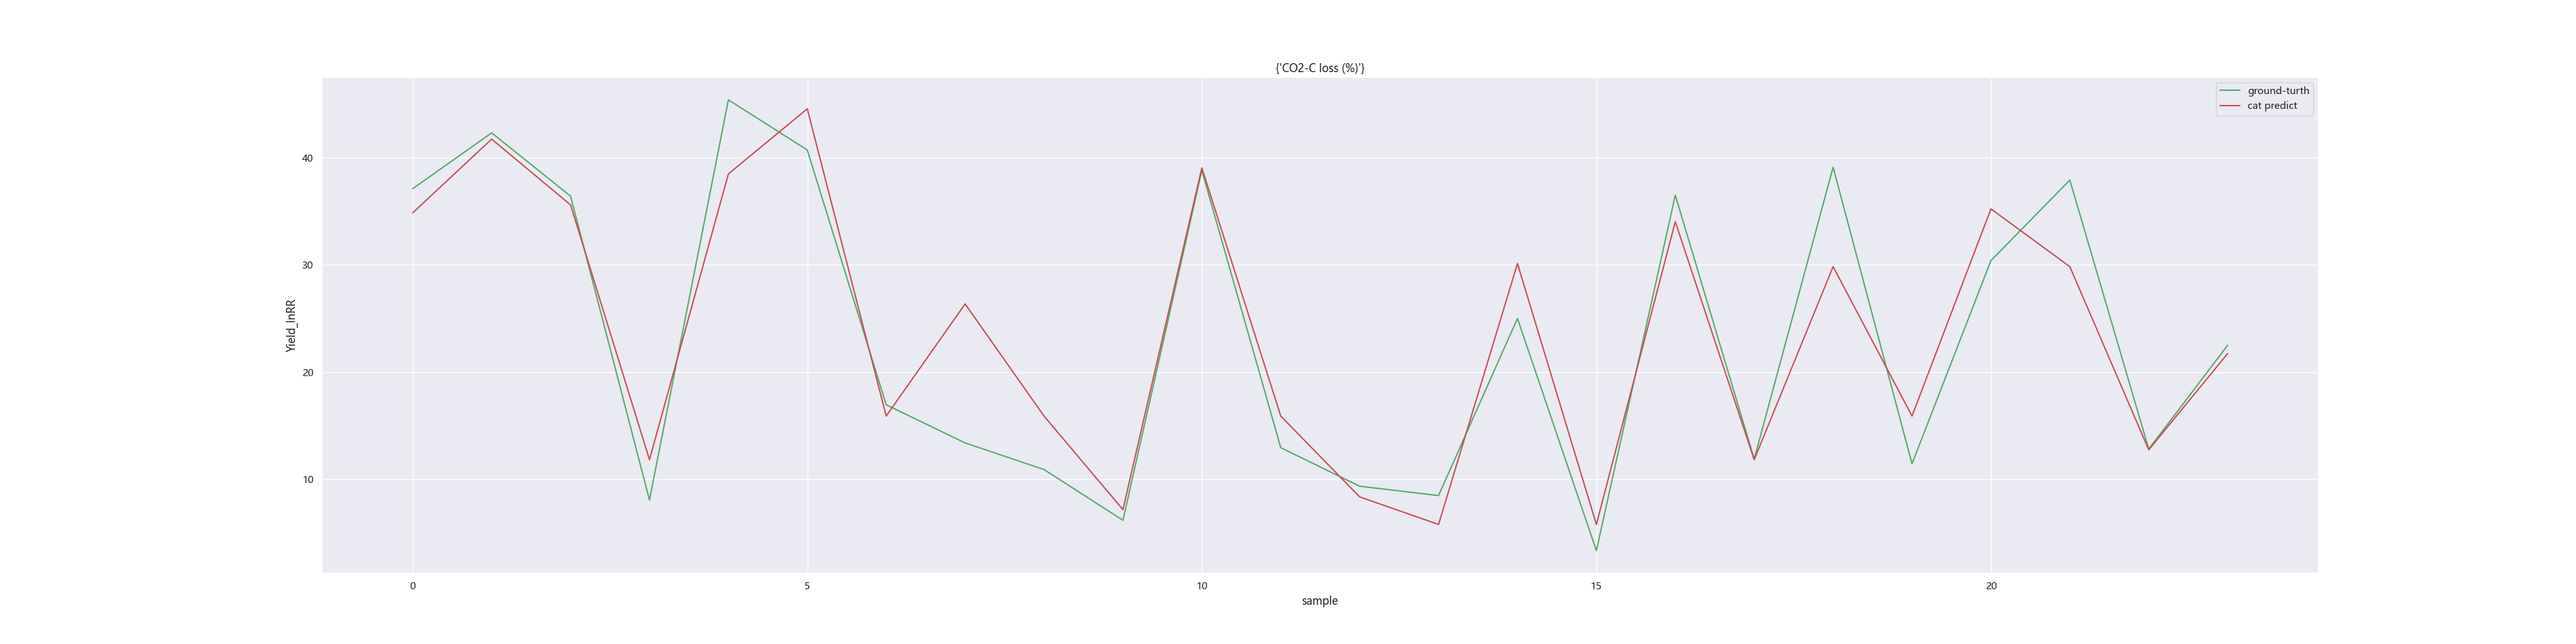 {'CO2-C loss (%)'}
ground-turth
cat predict
40
30
20
10
Yield_lnRR
0 5 10 15 20
sample